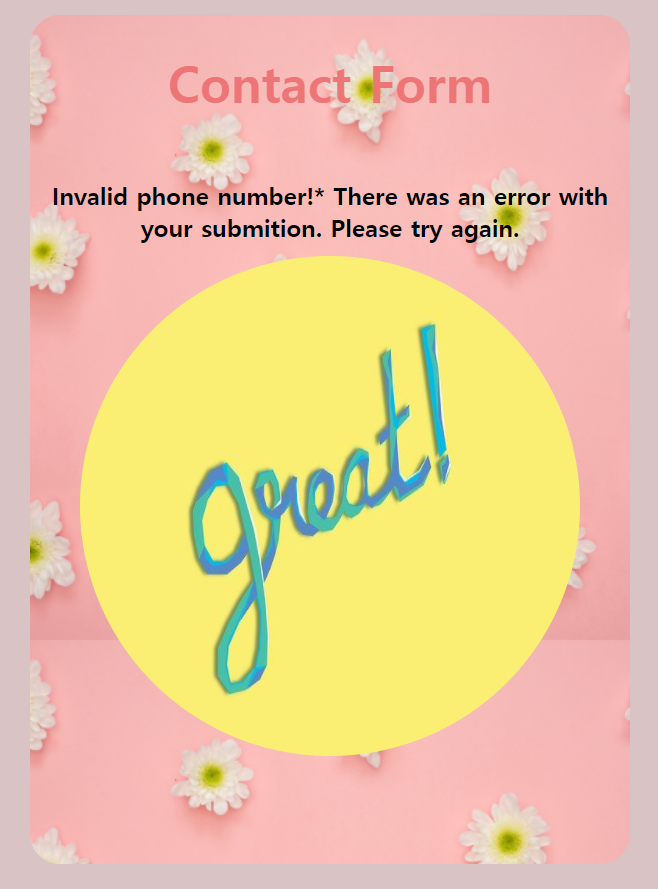 Contact Form
Invalid phone number!* There was an error with
your submition. Please try again.
great!